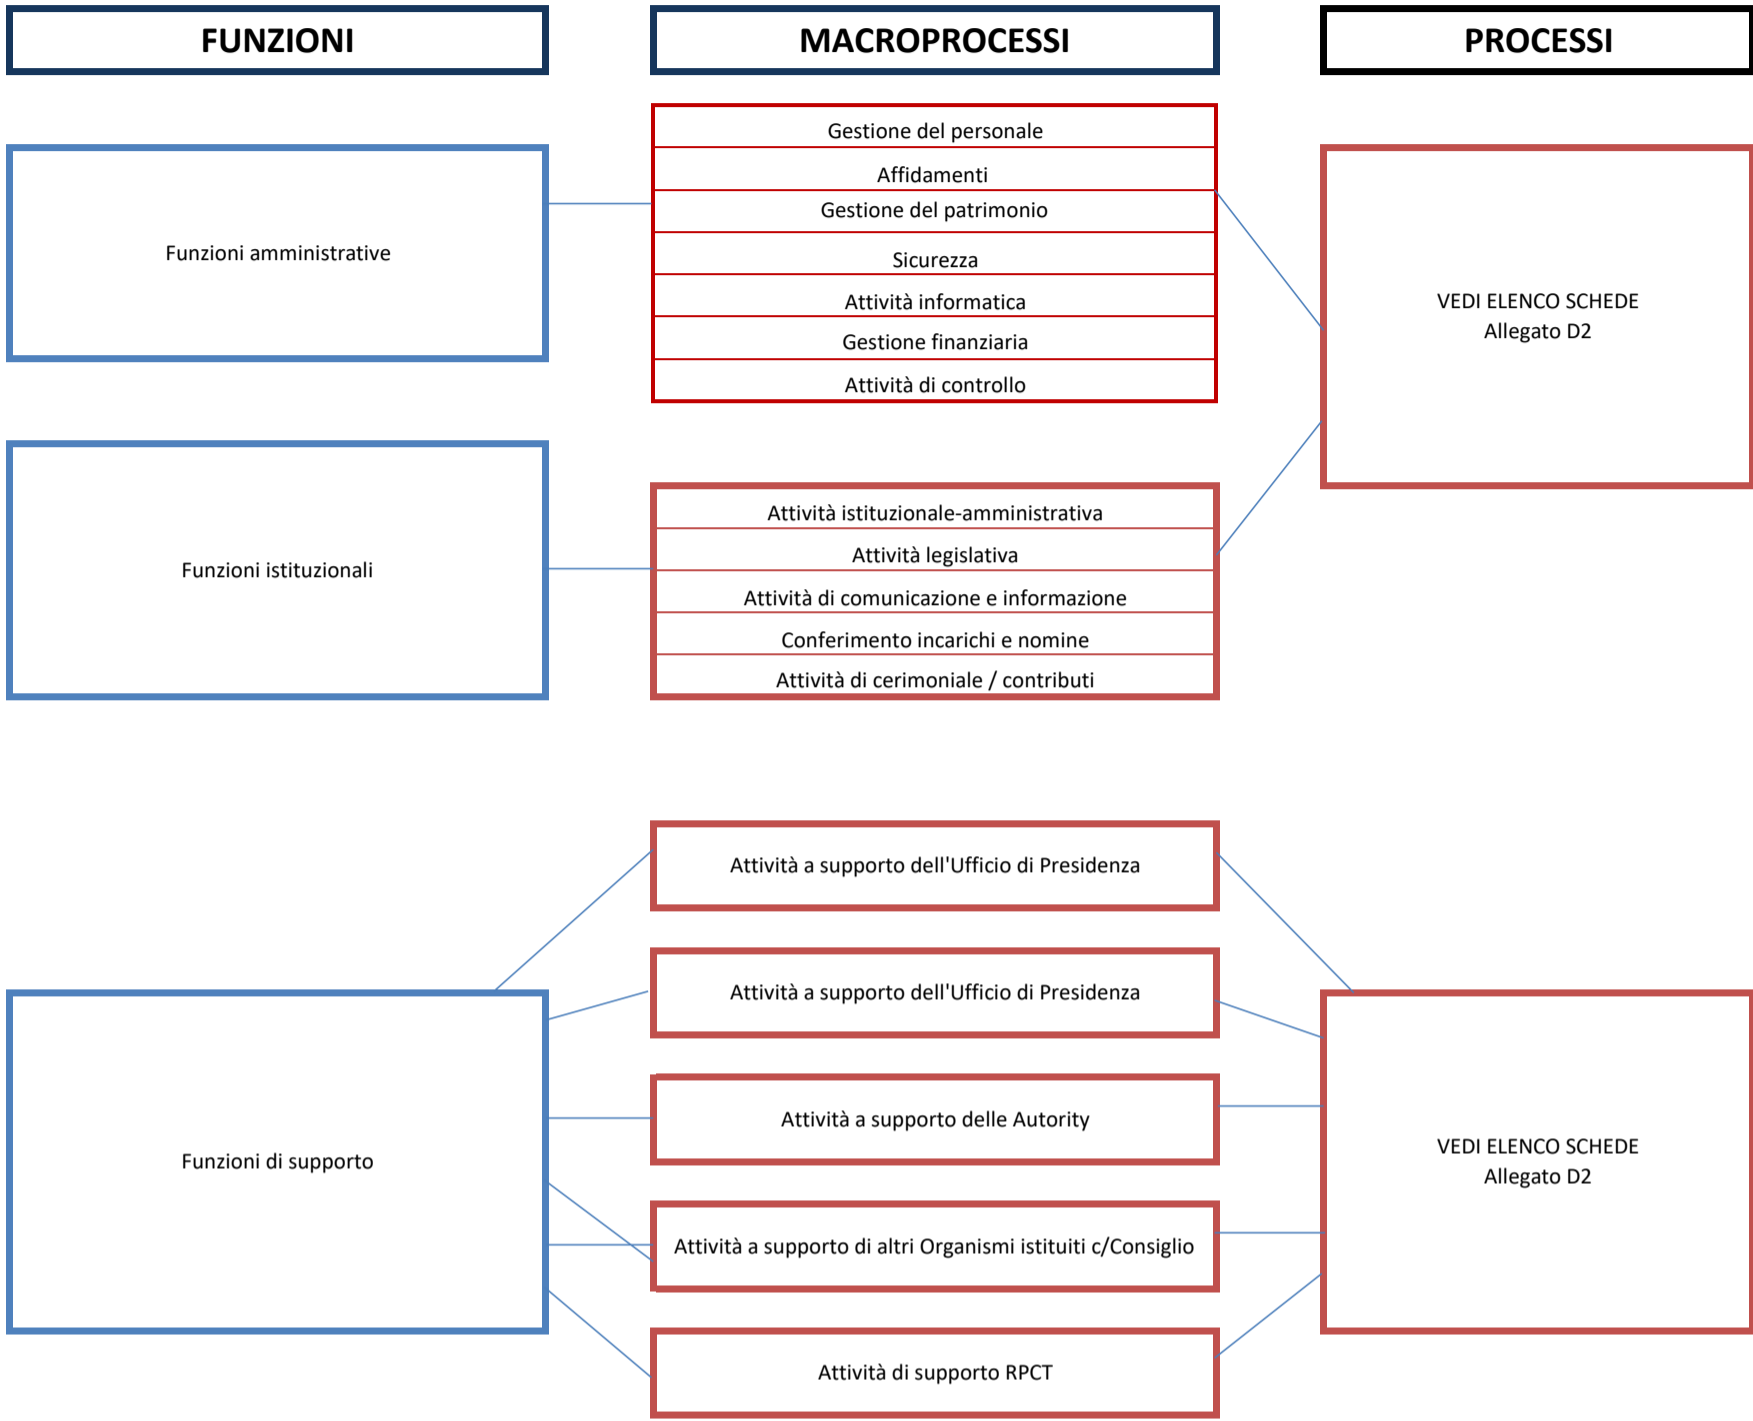 FUNZIONI
MACROPROCESSI
PROCESSI
Funzioni amministrative
Gestione del personale
Affidamenti
Gestione del patrimonio
Sicurezza
Attività informatica
Gestione finanziaria
Attività di controllo
VEDI ELENCO SCHEDE
Allegato D2
Funzioni istituzionali
Attività istituzionale-amministrativa
Attività legislativa
Attività di comunicazione e informazione
Conferimento incarichi e nomine
Attività di cerimoniale / contributi
Funzioni di supporto
Attività a supporto dell'Ufficio di Presidenza
Attività a supporto dell'Ufficio di Presidenza
Attività a supporto delle Autority
Attività a supporto di altri Organismi istituiti c/Consiglio
Attività di supporto RPCT
VEDI ELENCO SCHEDE
Allegato D2